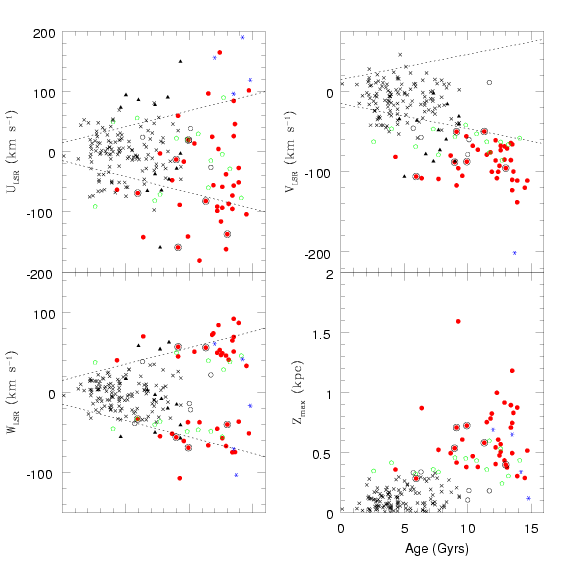 200
100
0
-100
-200
U_LSR (km s⁻¹)
0
-100
-200
V_LSR (km s⁻¹)
100
0
-100
W_LSR (km s⁻¹)
2
1.5
1
0.5
0
Z_max (kpc)
0 5 10 15
Age (Gyrs)